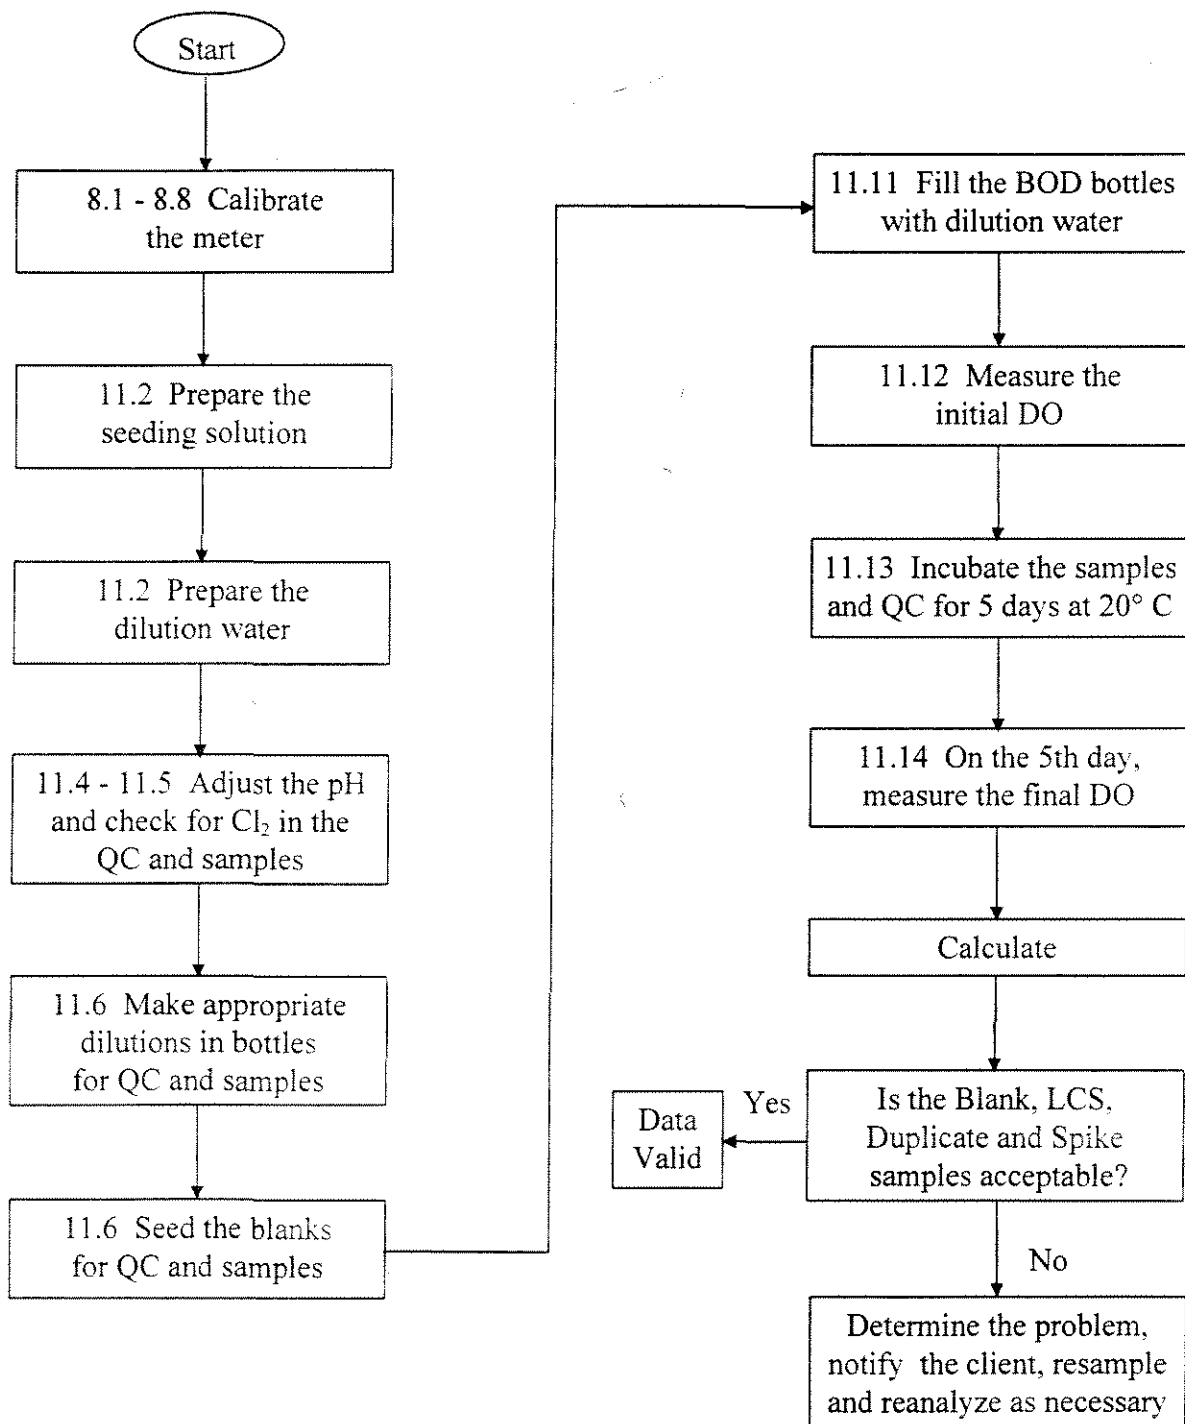 Start
8.1 - 8.8 Calibrate
the meter
11.2 Prepare the
seeding solution
11.2 Prepare the
dilution water
11.4 - 11.5 Adjust the pH
and check for Cl₂ in the
QC and samples
11.6 Make appropriate
dilutions in bottles
for QC and samples
11.6 Seed the blanks
for QC and samples
11.11 Fill the BOD bottles
with dilution water
11.12 Measure the
initial DO
11.13 Incubate the samples
and QC for 5 days at 20° C
11.14 On the 5th day,
measure the final DO
Calculate
Is the Blank, LCS,
Duplicate and Spike
samples acceptable?
Yes
Data
Valid
No
Determine the problem,
notify the client, resample
and reanalyze as necessary